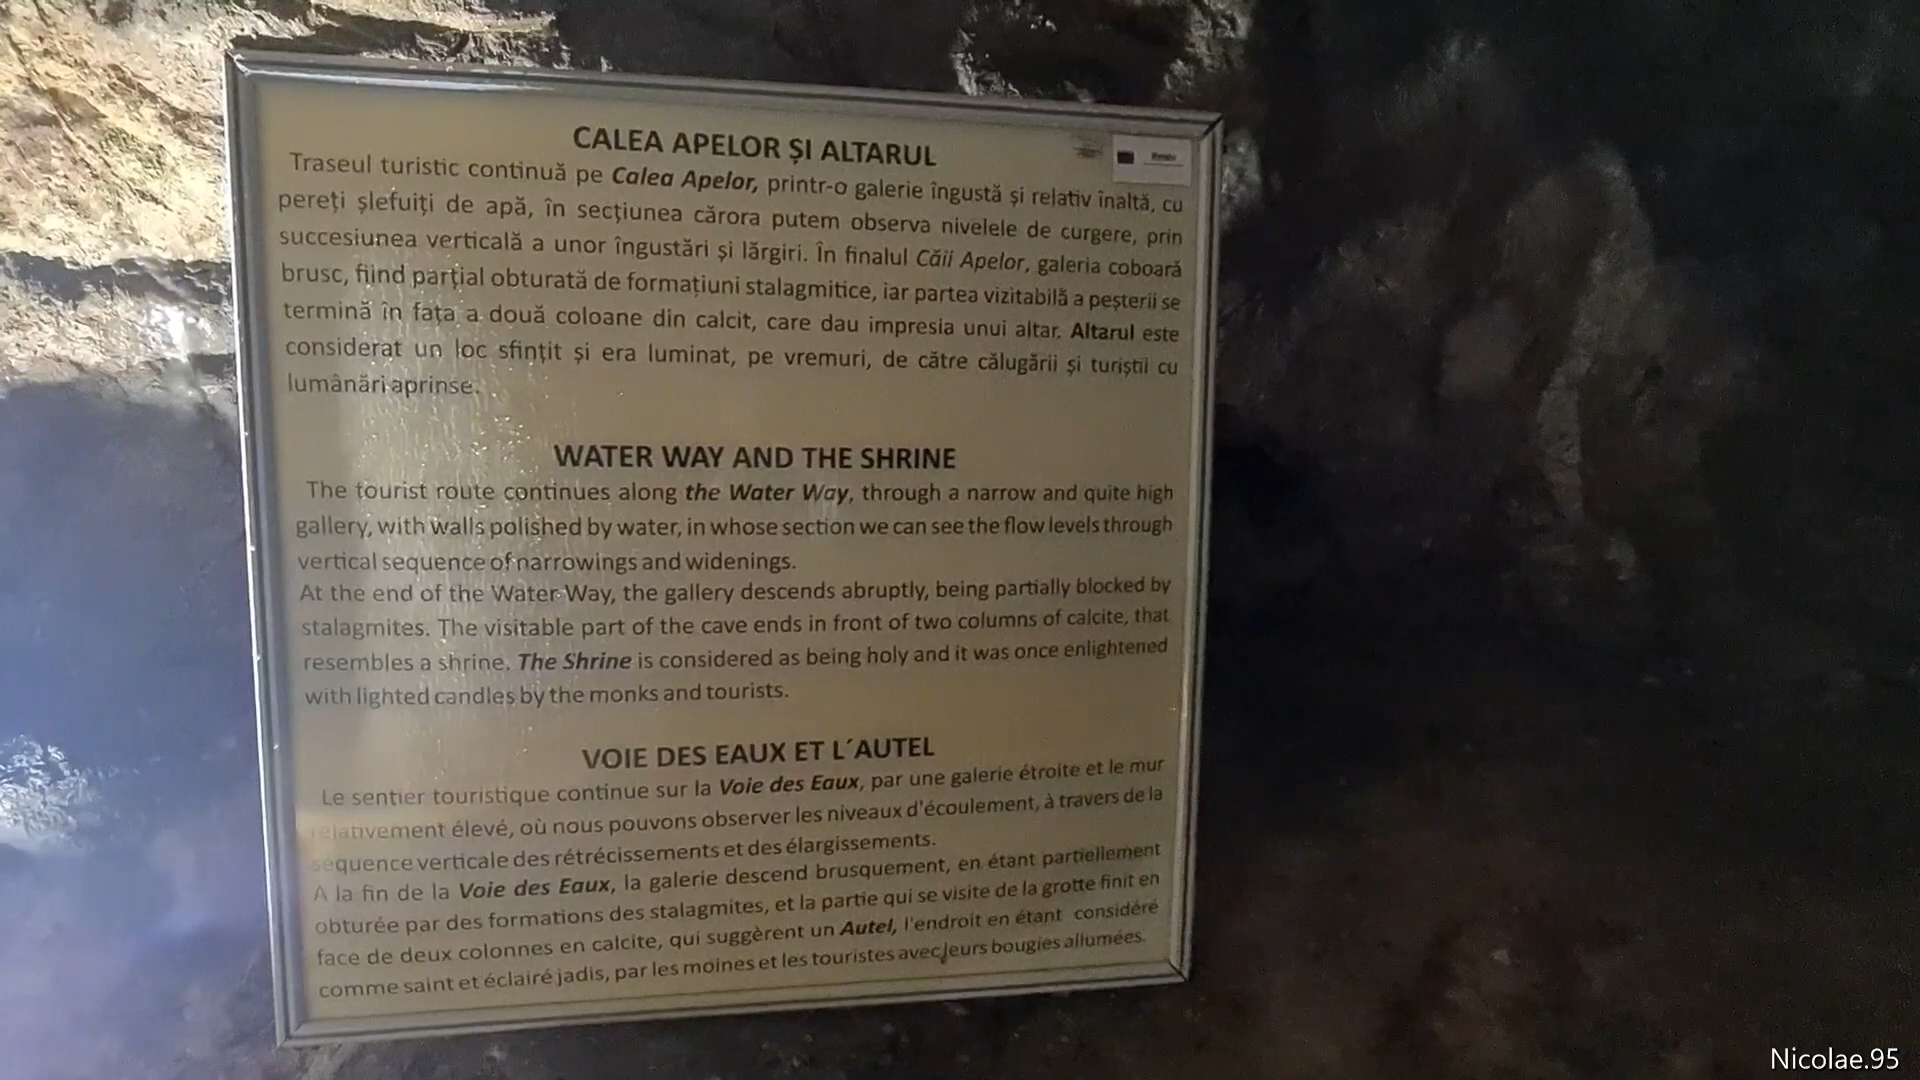 CALEA APELOR ȘI ALTARUL
Traseul turistic continuă pe Calea Apelor, printr-o galerie îngustă și relativ înaltă, cu
pereți șlefuiți de apă, în secțiunea cărora putem observa nivelele de curgere, prin
succesiunea verticală a unor îngustări și lărgiri. În finalul Căii Apelor, galeria coboară
brusc, fiind parțial obturată de formațiuni stalagmitice, iar partea vizitabilă a peșterii se
termină în fața a două coloane din calcit, care dau impresia unui altar. Altarul este
considerat un loc sfințit și era luminat, pe vremuri, de către călugării și turiștii cu
lumânări aprinse.
WATER WAY AND THE SHRINE
The tourist route continues along the Water Way, through a narrow and quite high
gallery, with walls polished by water, in whose section we can see the flow levels through
vertical sequence of narrowings and widenings.
At the end of the Water Way, the gallery descends abruptly, being partially blocked by
stalagmites. The visitable part of the cave ends in front of two columns of calcite, that
resembles a shrine. The Shrine is considered as being holy and it was once enlightened
with lighted candles by the monks and tourists.
VOIE DES EAUX ET L´AUTEL
Le sentier touristique continue sur la Voie des Eaux, par une galerie étroite et le mur
relativement élevé, où nous pouvons observer les niveaux d'écoulement, à travers de la
sequence verticale des rétrécissements et des élargissements.
A la fin de la Voie des Eaux, la galerie descend brusquement, en étant partiellement
obturée par des formations des stalagmites, et la partie qui se visite de la grotte finit en
face de deux colonnes en calcite, qui suggèrent un Autel, l'endroit en étant considéré
comme saint et éclairé jadis, par les moines et les touristes avec leurs bougies allumées.
Nicolae.95